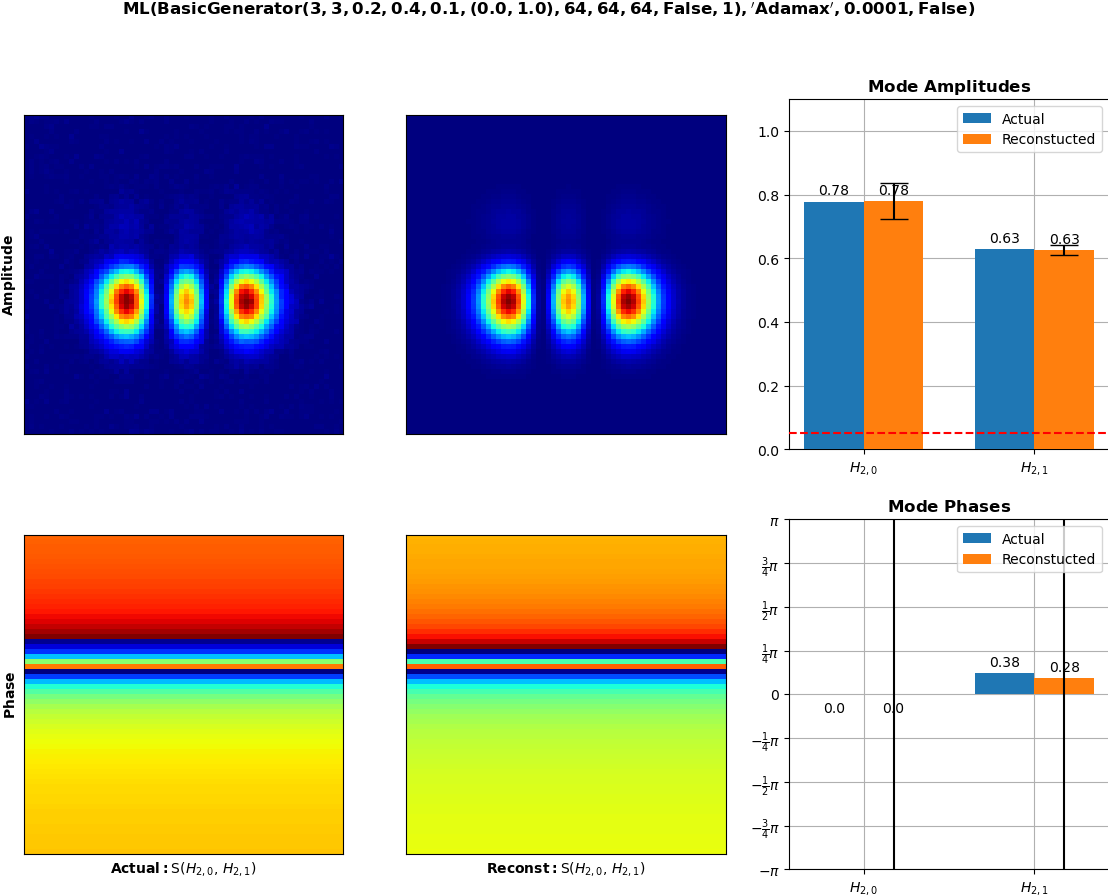 ML(BasicGenerator(3, 3, 0.2, 0.4, 0.1, (0.0, 1.0), 64, 64, 64, False, 1), ′Adamax′, 0.0001, False)
Amplitude
Mode Amplitudes
Actual
Reconstucted
1.0
0.8
0.6
0.4
0.2
0.0
0.78
0.78
0.63
0.63
H2,0
H2,1
Phase
Actual: S(H2,0, H2,1)
Reconst: S(H2,0, H2,1)
Mode Phases
Actual
Reconstucted
π
3/4π
1/2π
1/4π
0
−1/4π
−1/2π
−3/4π
−π
0.0
0.0
0.38
0.28
H2,0
H2,1